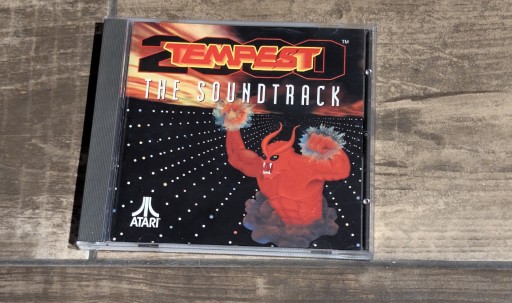 TEMPEST
2000
™
THE SOUNDTRACK
ATARI